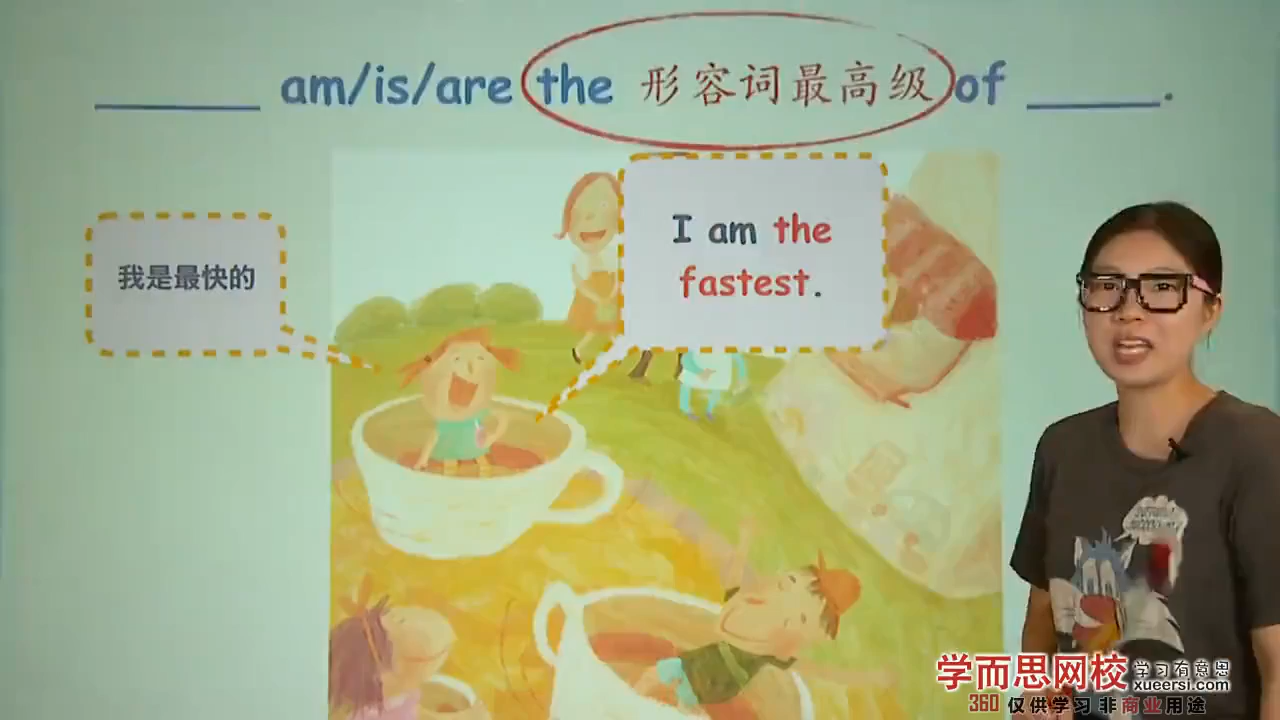 ______ am/is/are the 形容词最高级 of ______.
我是最快的
I am the
fastest.
学而思网校 学习有意思
xueersi.com
360 仅供学习 非商业用途